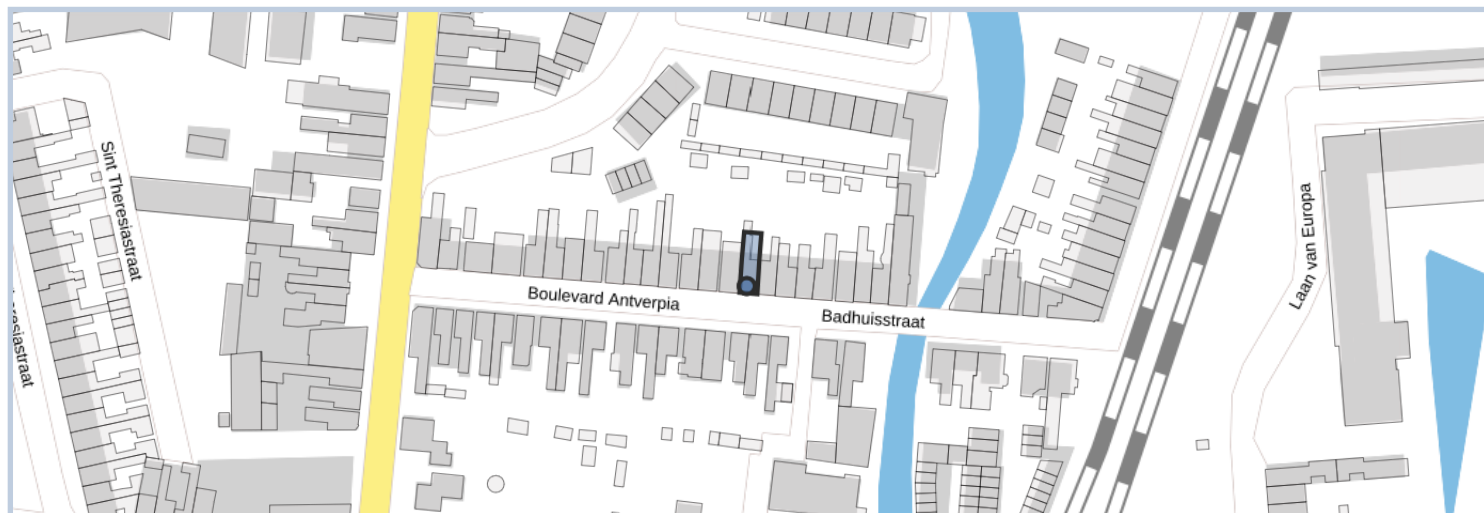 Sint Theresiastraat
Boulevard Antverpia
Badhuisstraat
Laan van Europa